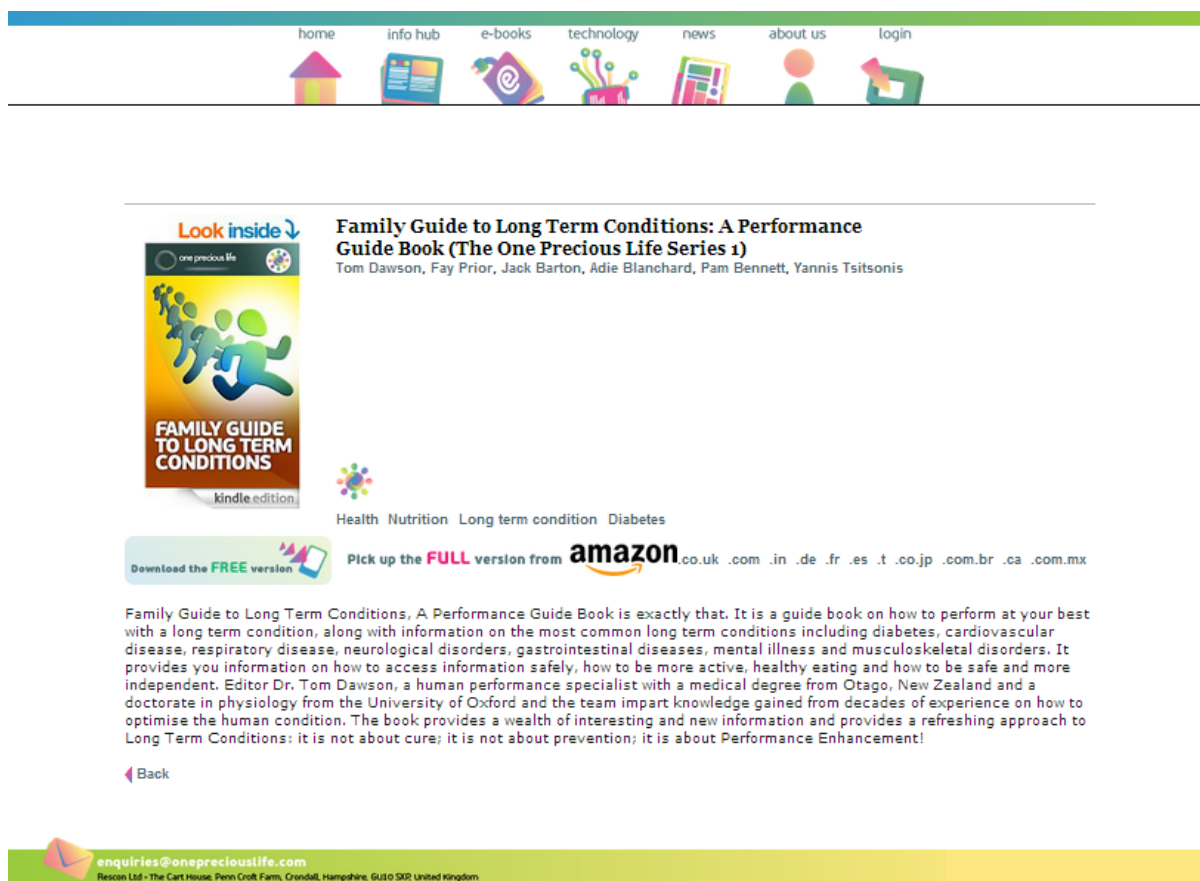 home info hub e-books technology news about us login
Look inside
one precious life
FAMILY GUIDE
TO LONG TERM
CONDITIONS
kindle edition
Family Guide to Long Term Conditions: A Performance
Guide Book (The One Precious Life Series 1)
Tom Dawson, Fay Prior, Jack Barton, Adie Blanchard, Pam Bennett, Yannis Tsitsonis
Health Nutrition Long term condition Diabetes
Download the FREE version
Pick up the FULL version from amazon.co.uk .com .in .de .fr .es .t .co.jp .com.br .ca .com.mx
Family Guide to Long Term Conditions, A Performance Guide Book is exactly that. It is a guide book on how to perform at your best
with a long term condition, along with information on the most common long term conditions including diabetes, cardiovascular
disease, respiratory disease, neurological disorders, gastrointestinal diseases, mental illness and musculoskeletal disorders. It
provides you information on how to access information safely, how to be more active, healthy eating and how to be safe and more
independent. Editor Dr. Tom Dawson, a human performance specialist with a medical degree from Otago, New Zealand and a
doctorate in physiology from the University of Oxford and the team impart knowledge gained from decades of experience on how to
optimise the human condition. The book provides a wealth of interesting and new information and provides a refreshing approach to
Long Term Conditions: it is not about cure; it is not about prevention; it is about Performance Enhancement!
Back
enquiries@onepreciouslife.com
Rescon Ltd - The Cart House, Penn Croft Farm, Crondall, Hampshire, GU10 5XP, United Kingdom